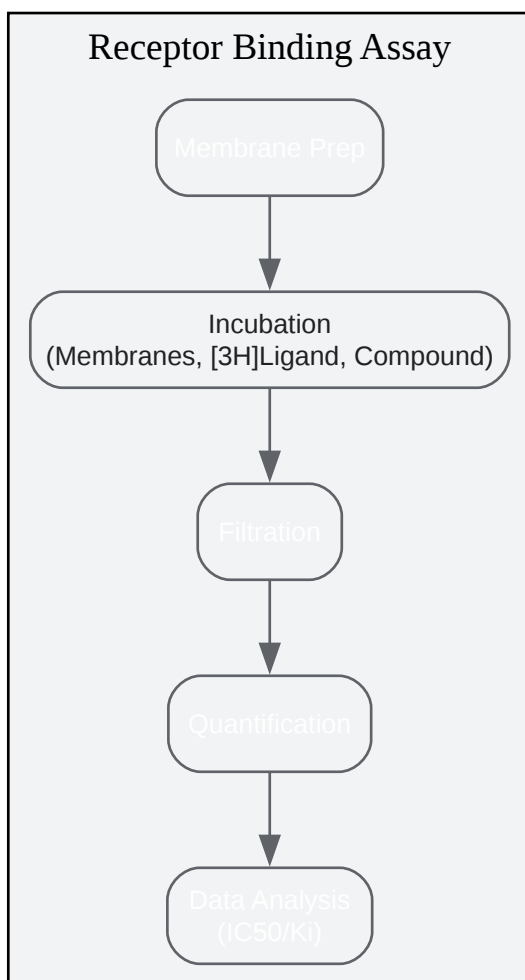 Receptor Binding Assay
Membrane Prep
Incubation
(Membranes, [3H]Ligand, Compound)
Filtration
Quantification
Data Analysis
(IC50/Ki)